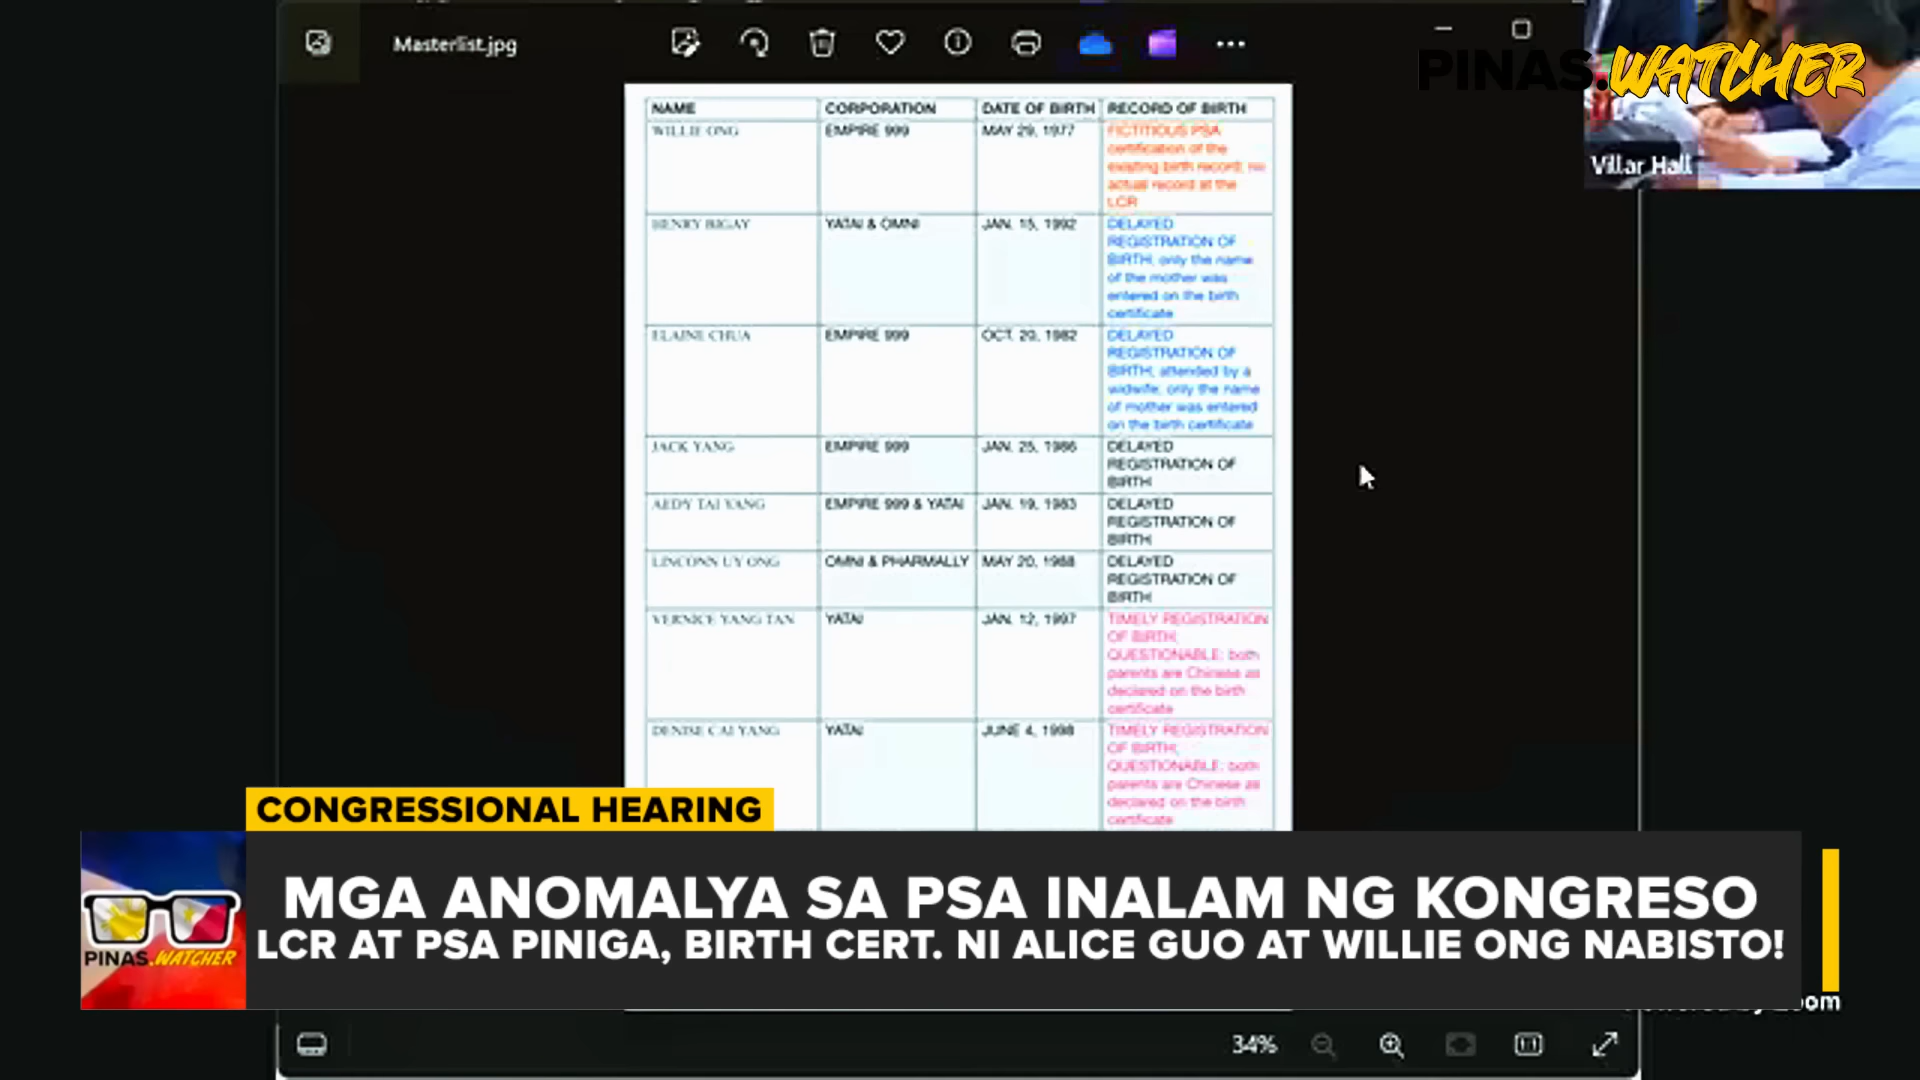 Masterlist.jpg
PINAS.WATCHER
Villar Hall
NAME CORPORATION DATE OF BIRTH RECORD OF BIRTH
WILLIE ONG EMPIRE 999 MAY 29, 1977 FICTITIOUS PSA
certification of the
existing birth record; no
actual record at the
LCR
HENRY BIGAY YATAI & OMNI JAN. 15, 1992 DELAYED
REGISTRATION OF
BIRTH; only the name
of the mother was
entered on the birth
certificate
ELAINE CHUA EMPIRE 999 OCT. 20, 1982 DELAYED
REGISTRATION OF
BIRTH; attended by a
widwife; only the name
of mother was entered
on the birth certificate
JACK YANG EMPIRE 999 JAN. 25, 1986 DELAYED
REGISTRATION OF
BIRTH
AEDY TAI YANG EMPIRE 999 & YATAI JAN. 19, 1983 DELAYED
REGISTRATION OF
BIRTH
LINCONN UY ONG OMNI & PHARMALLY MAY 20, 1988 DELAYED
REGISTRATION OF
BIRTH
VERNICE YANG TAN YATAI JAN. 12, 1997 TIMELY REGISTRATION
OF BIRTH;
QUESTIONABLE: both
parents are Chinese as
declared on the birth
certificate
DENISE CAI YANG YATAI JUNE 4, 1998 TIMELY REGISTRATION
OF BIRTH;
QUESTIONABLE: both
parents are Chinese as
declared on the birth
certificate
CONGRESSIONAL HEARING
MGA ANOMALYA SA PSA INALAM NG KONGRESO
LCR AT PSA PINIGA, BIRTH CERT. NI ALICE GUO AT WILLIE ONG NABISTO!
PINAS.WATCHER
34%